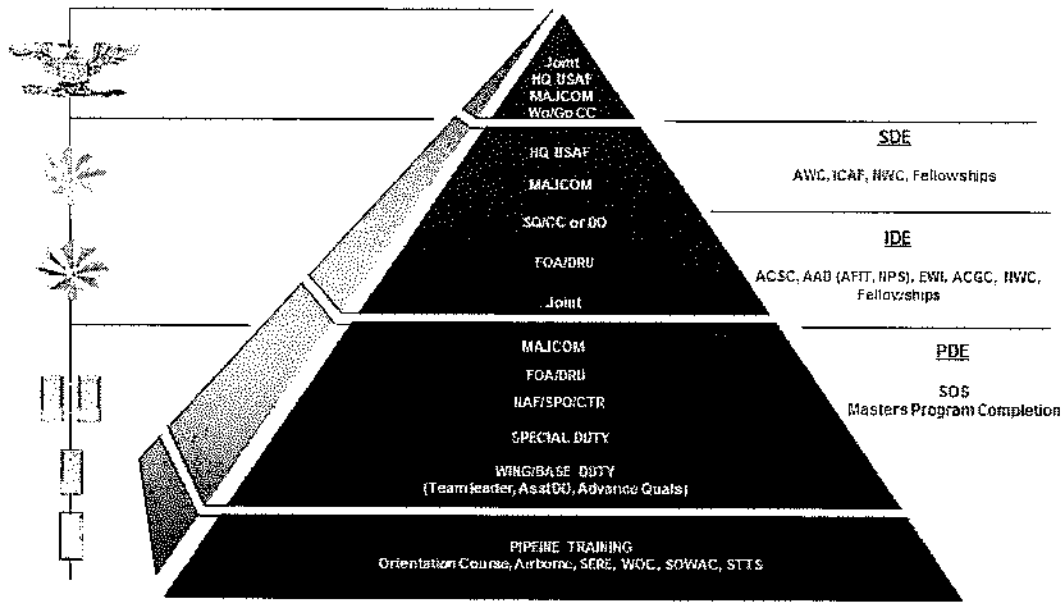 Joint
HQ USAF
MAJCOM
Wg/Gp CC
SDE
AWC, ICAF, NWC, Fellowships
HQ USAF
MAJCOM
SQ/CC or DO
FOA/DRU
Joint
IDE
ACSC, AAD (AFIT, NPS), EWI, ACGC, NWC,
Fellowships
PDE
SOS
Masters Program Completion
MAJCOM
FOA/DRU
NAF/SPO/CTR
SPECIAL DUTY
WING/BASE DUTY
(Team leader, Asst DO, Advance Quals)
PIPEINE TRAINING
Orientation Course, Airborne, SERE, WOC, SOWAC, STTS